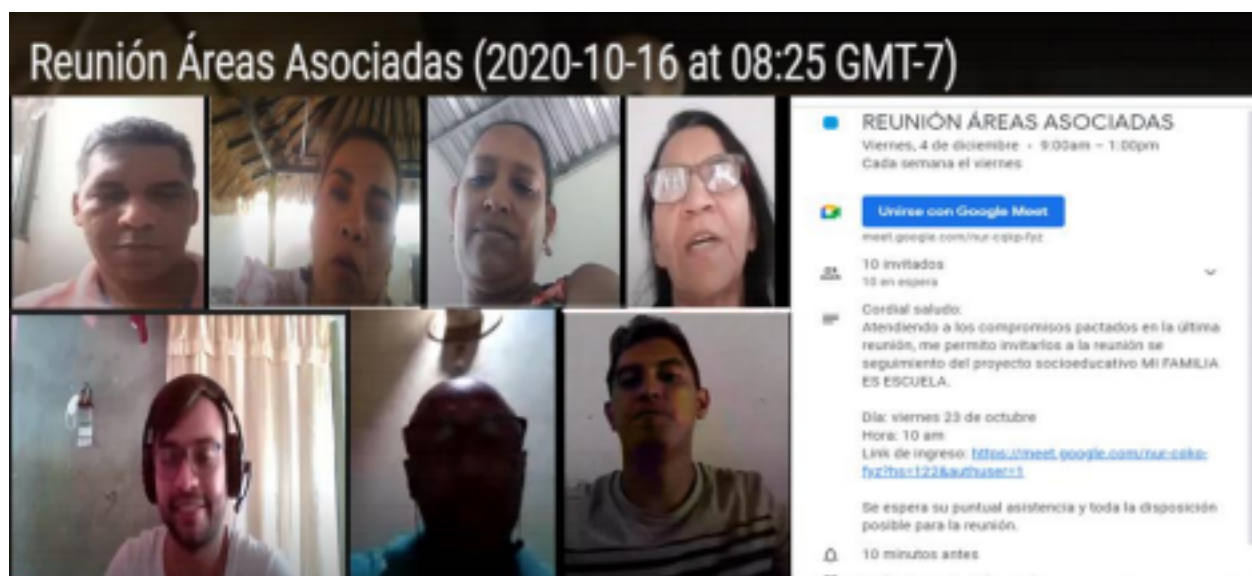 Reunión Áreas Asociadas (2020-10-16 at 08:25 GMT-7)
REUNIÓN ÁREAS ASOCIADAS
Viernes, 4 de diciembre · 9:00am – 1:00pm
Cada semana el viernes
Unirse con Google Meet
meet.google.com/nur-cqkp-fyz
10 invitados
10 en espera
Cordial saludo:
Atendiendo a los compromisos pactados en la última
reunión, me permito invitarlos a la reunión se
seguimiento del proyecto socioeducativo MI FAMILIA
ES ESCUELA.
Día: viernes 23 de octubre
Hora: 10 am
Link de ingreso: https://meet.google.com/nur-cqkp-
fyz?hs=122&authuser=1
Se espera su puntual asistencia y toda la disposición
posible para la reunión.
10 minutos antes